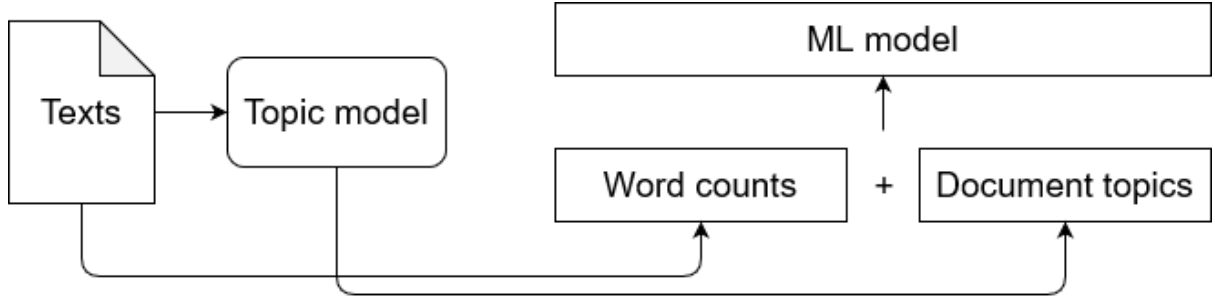 Texts
Topic model
ML model
Word counts
+
Document topics